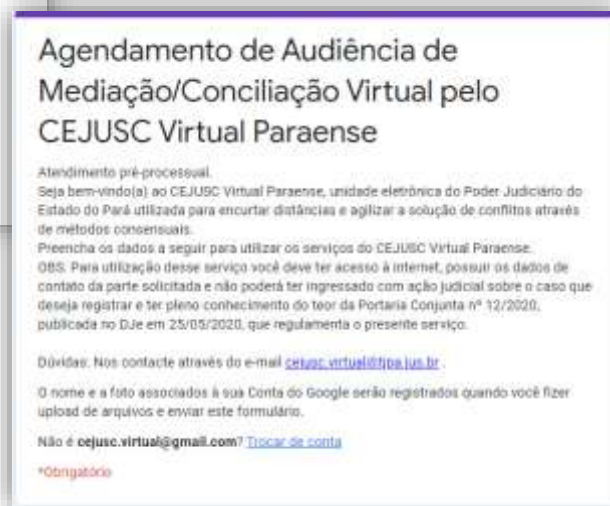 Agendamento de Audiência de
Mediação/Conciliação Virtual pelo
CEJUSC Virtual Paraense
Atendimento pré-processual.
Seja bem-vindo(a) ao CEJUSC Virtual Paraense, unidade eletrônica do Poder Judiciário do
Estado do Pará utilizada para encurtar distâncias e agilizar a solução de conflitos através
de métodos consensuais.
Preencha os dados a seguir para utilizar os serviços do CEJUSC Virtual Paraense.
OBS: Para utilização desse serviço você deve ter acesso à internet, possuir os dados de
contato da parte solicitada e não poderá ter ingressado com ação judicial sobre o caso que
deseja registrar e ter pleno conhecimento do teor da Portaria Conjunta nº 12/2020,
publicada no DJe em 25/05/2020, que regulamenta o presente serviço.
Dúvidas: Nos contacte através do e-mail cejusc.virtual@tjpa.jus.br .
O nome e a foto associados à sua Conta do Google serão registrados quando você fizer
upload de arquivos e enviar este formulário.
Não é cejusc.virtual@gmail.com? Trocar de conta
*Obrigatório